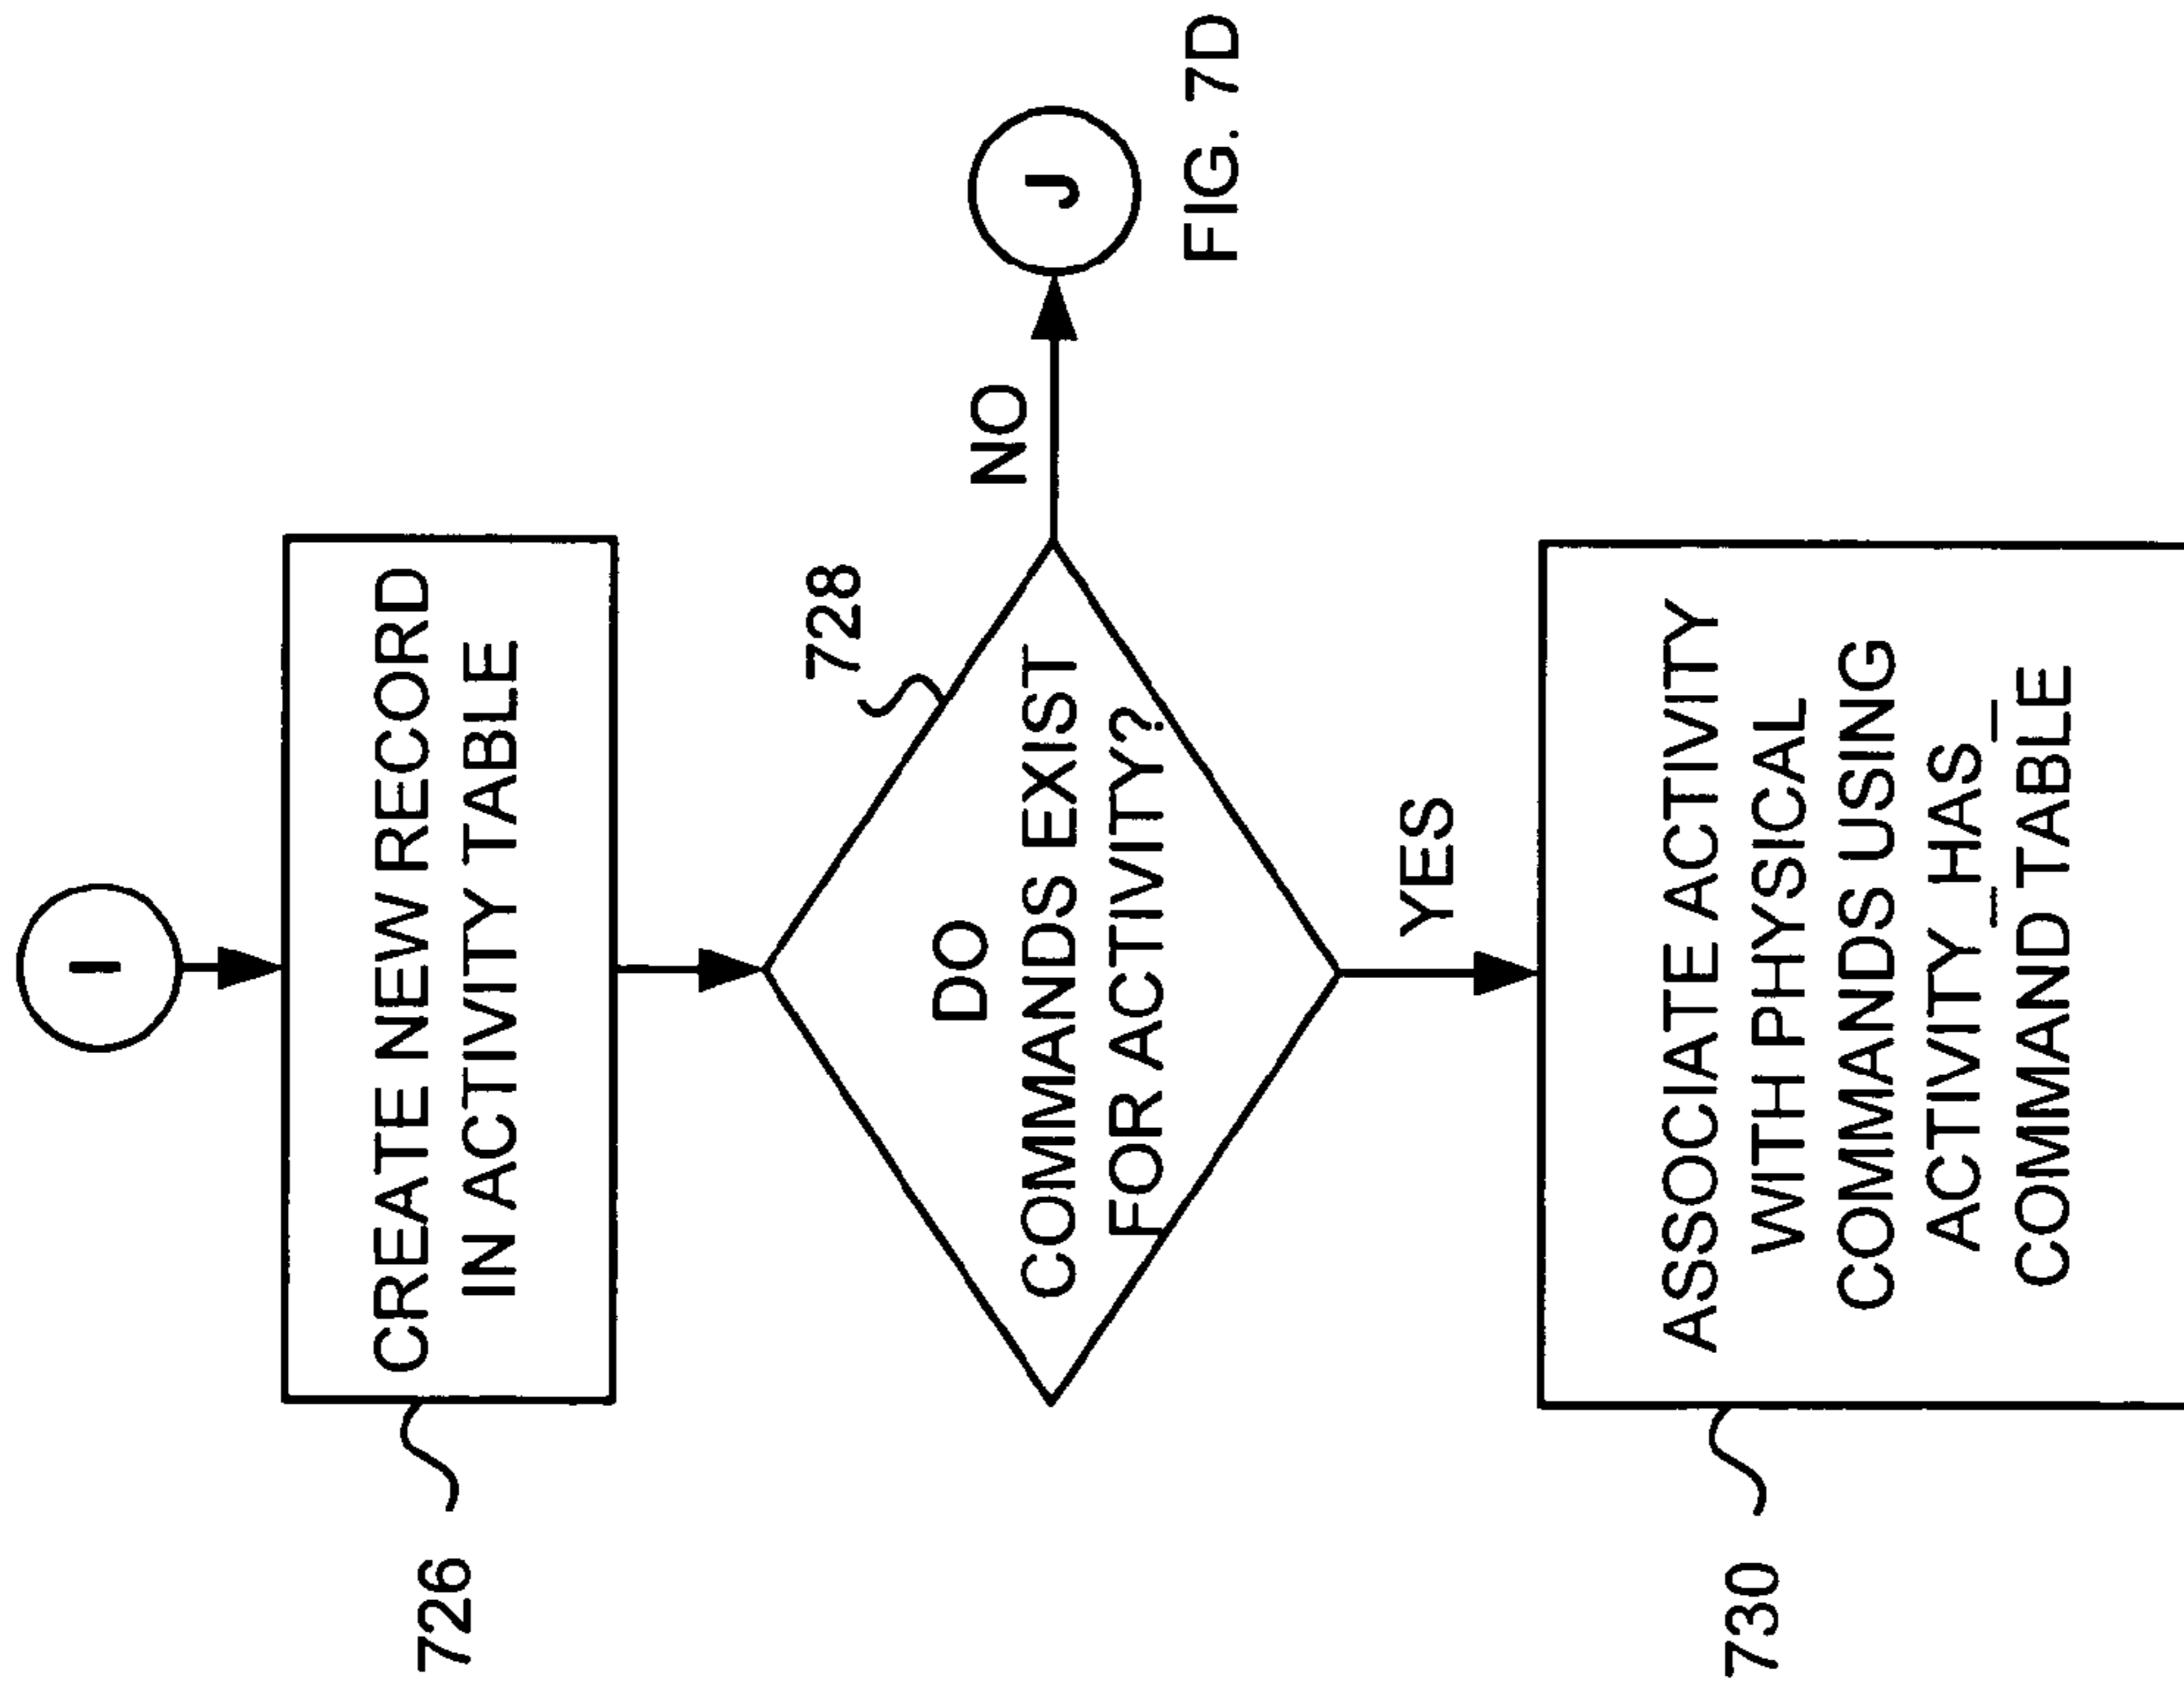 I
726
CREATE NEW RECORD
IN ACTIVITY TABLE
728
DO
COMMANDS EXIST
FOR ACTIVITY?
NO
J
FIG. 7D
YES
730
ASSOCIATE ACTIVITY
WITH PHYSICAL
COMMANDS USING
ACTIVITY_HAS_
COMMAND TABLE